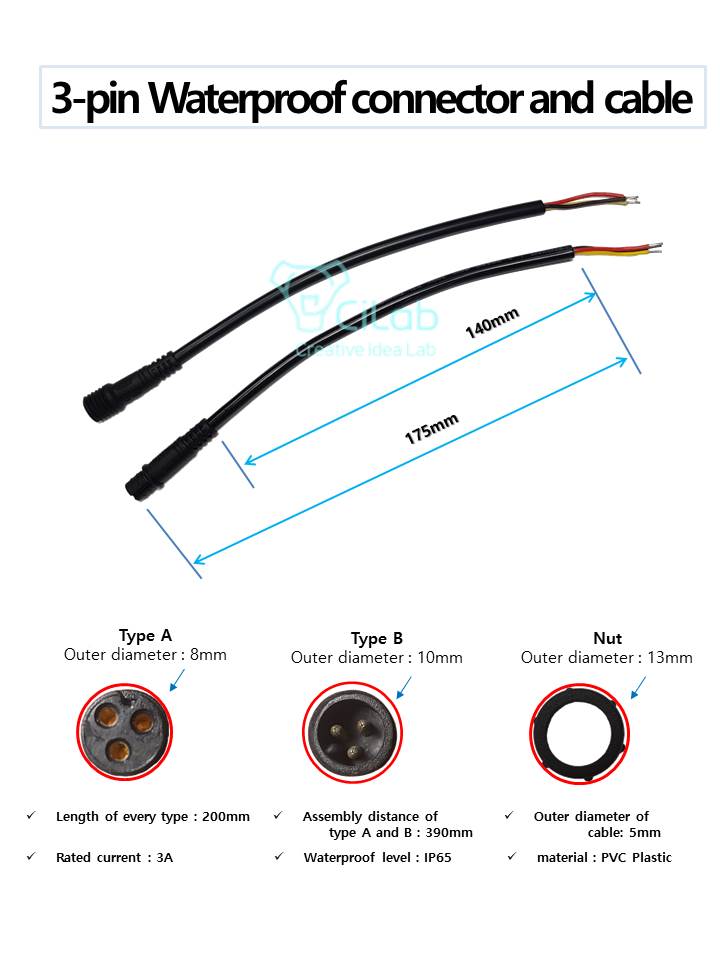 3-pin Waterproof connector and cable
CiLab
Creative idea Lab
140mm
175mm
Type A
Outer diameter : 8mm
Type B
Outer diameter : 10mm
Nut
Outer diameter : 13mm
✓ Length of every type : 200mm
✓ Assembly distance of
type A and B : 390mm
✓ Outer diameter of
cable: 5mm
✓ Rated current : 3A
✓ Waterproof level : IP65
✓ material : PVC Plastic